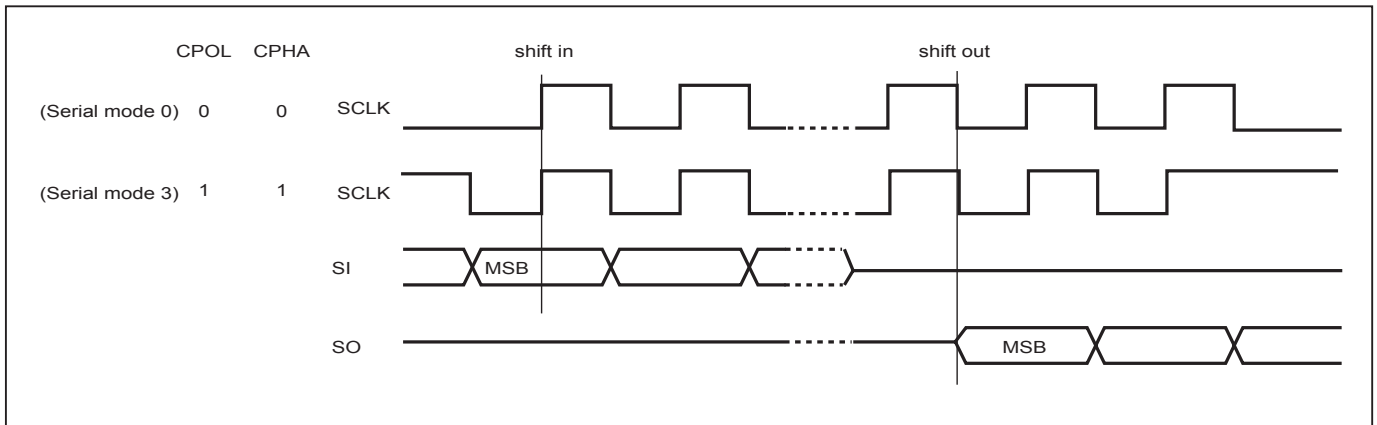 CPOL CPHA shift in shift out
(Serial mode 0) 0 0 SCLK
(Serial mode 3) 1 1 SCLK
SI MSB
SO MSB